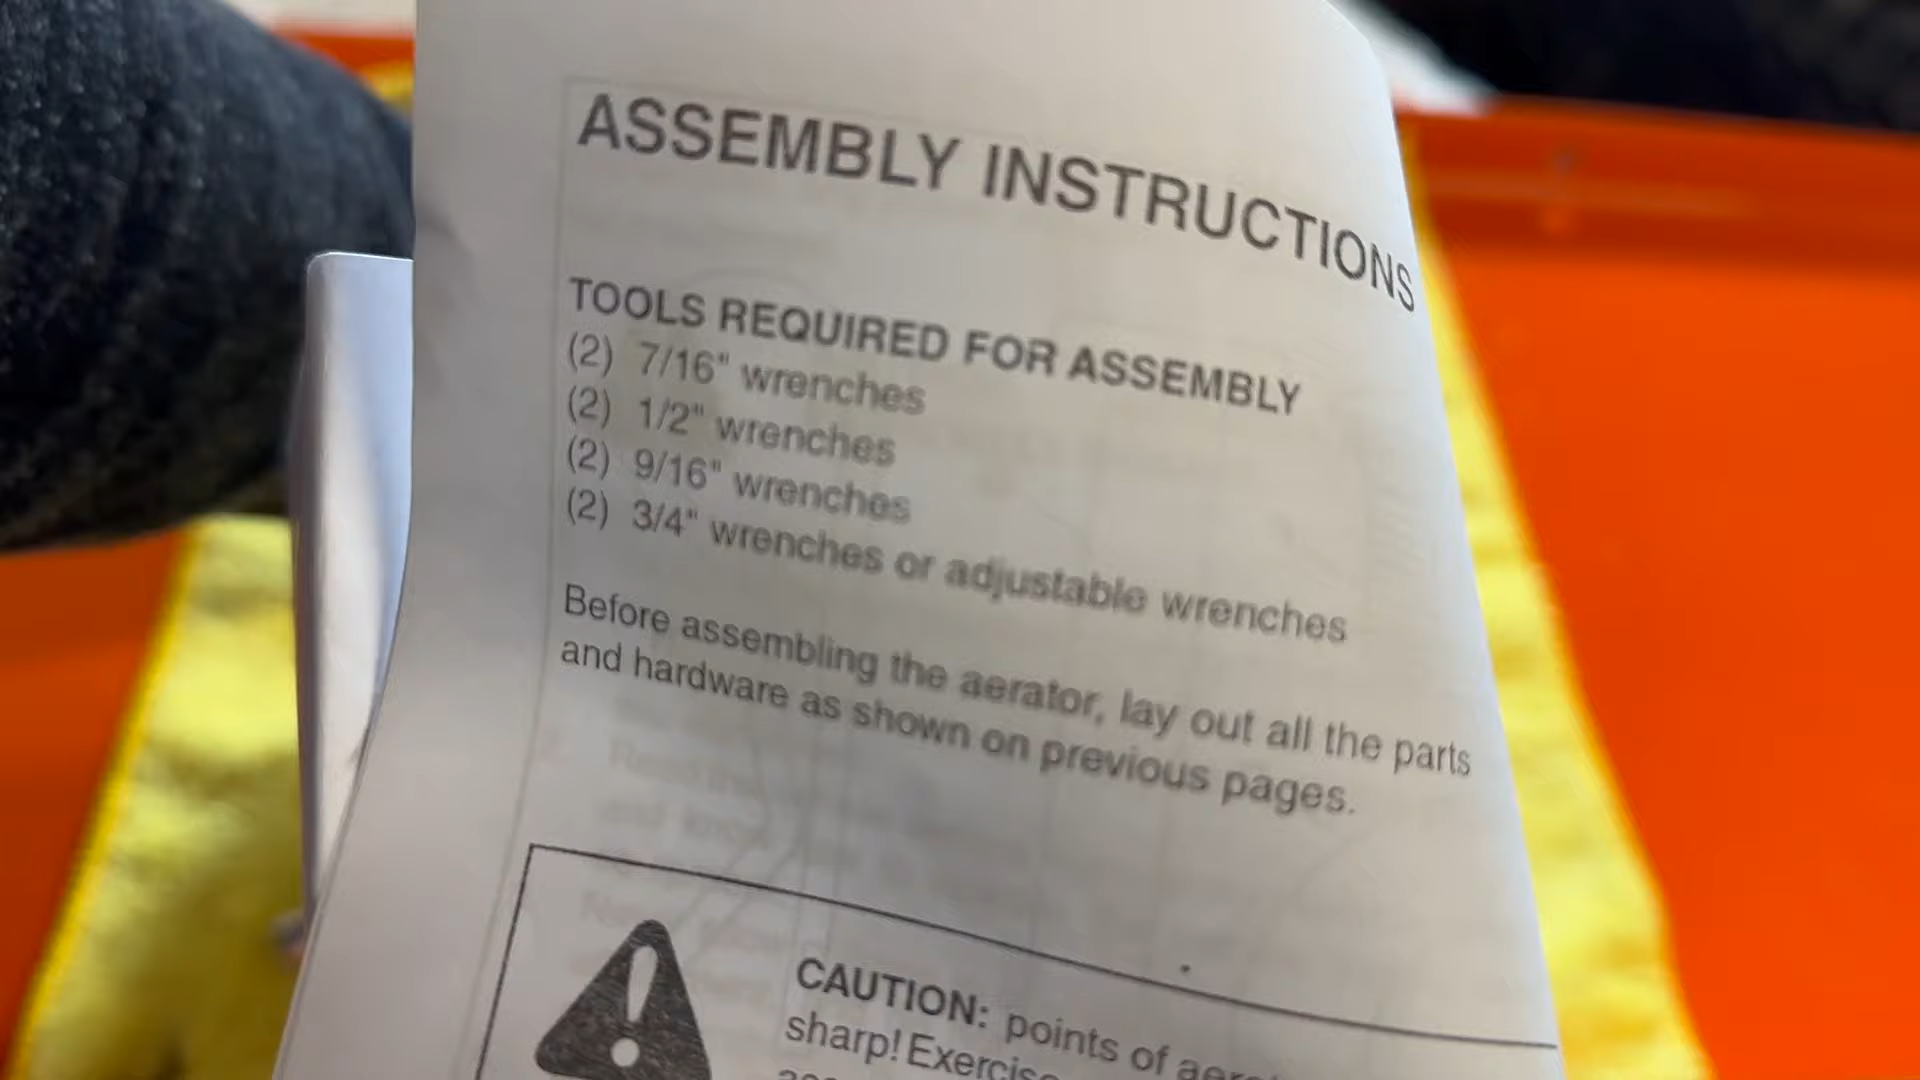 ASSEMBLY INSTRUCTIONS
TOOLS REQUIRED FOR ASSEMBLY
(2) 7/16" wrenches
(2) 1/2" wrenches
(2) 9/16" wrenches
(2) 3/4" wrenches or adjustable wrenches
Before assembling the aerator, lay out all the parts
and hardware as shown on previous pages.
CAUTION: points of
sharp! Exercise